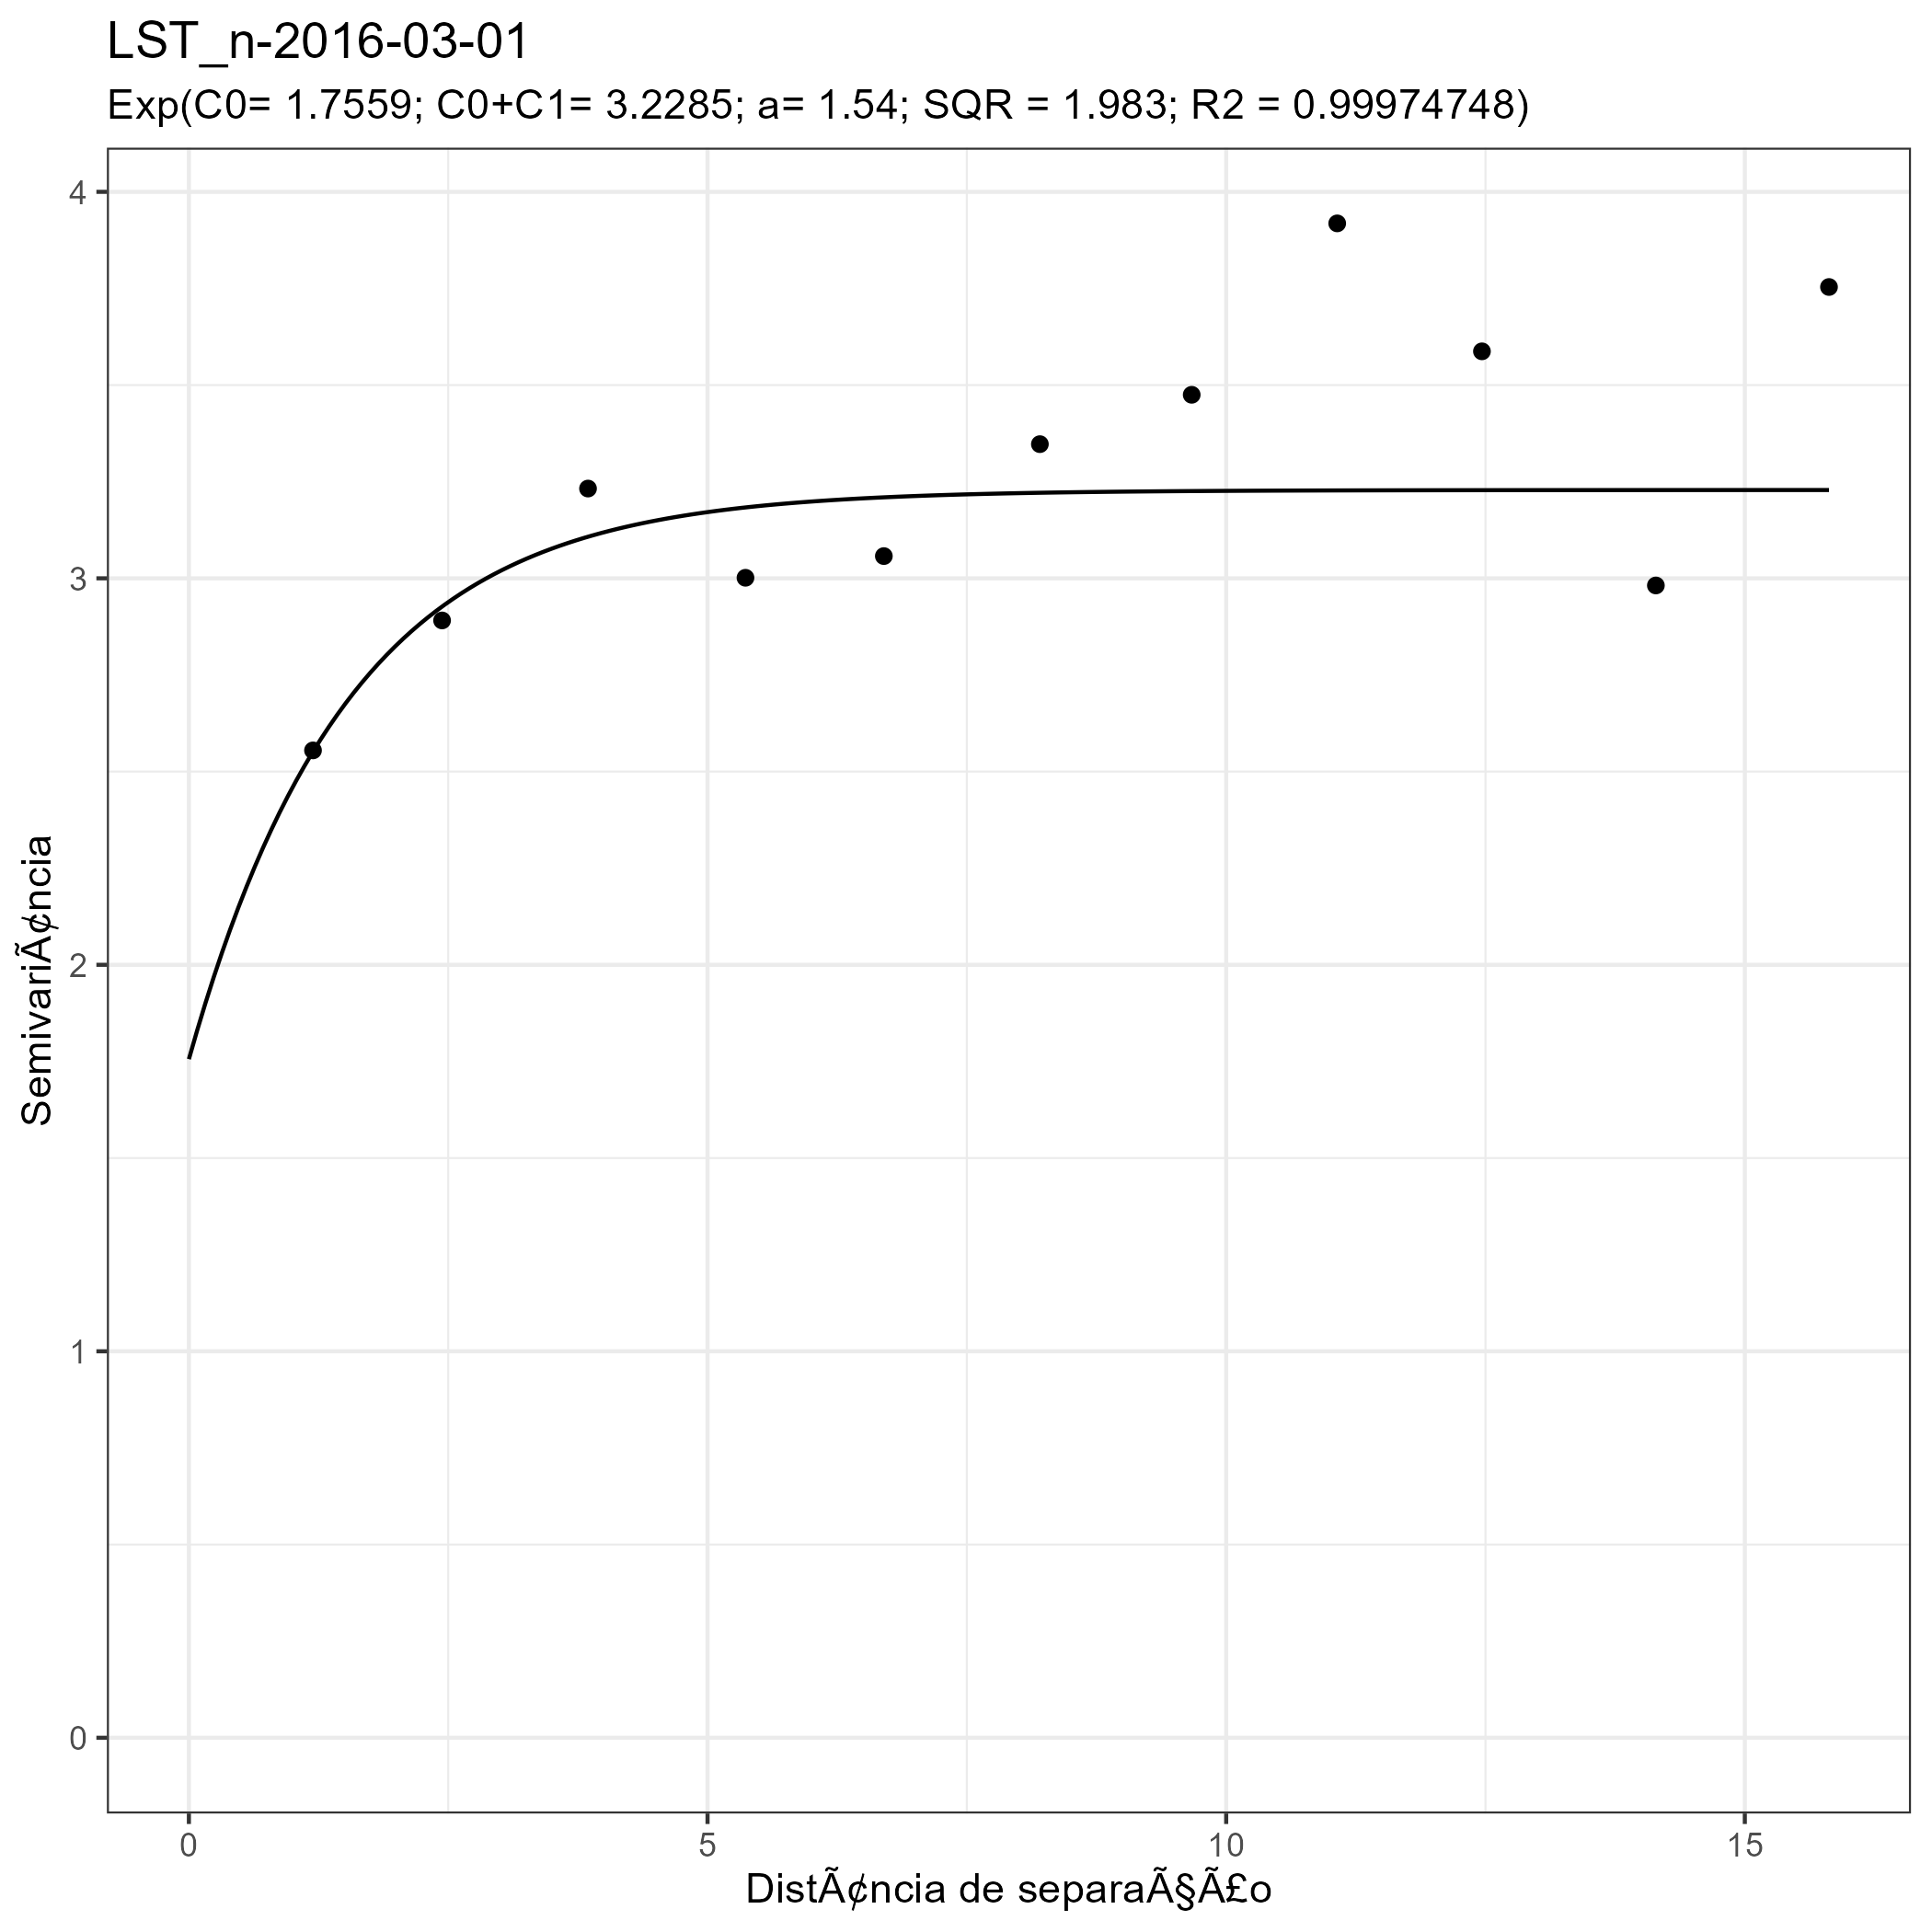 LST_n-2016-03-01
Exp(C0= 1.7559; C0+C1= 3.2285; a= 1.54; SQR = 1.983; R2 = 0.99974748)
4
3
2
1
0
SemivariÃ¢ncia
0 5 10 15
DistÃ¢ncia de separaÃ§Ã£o